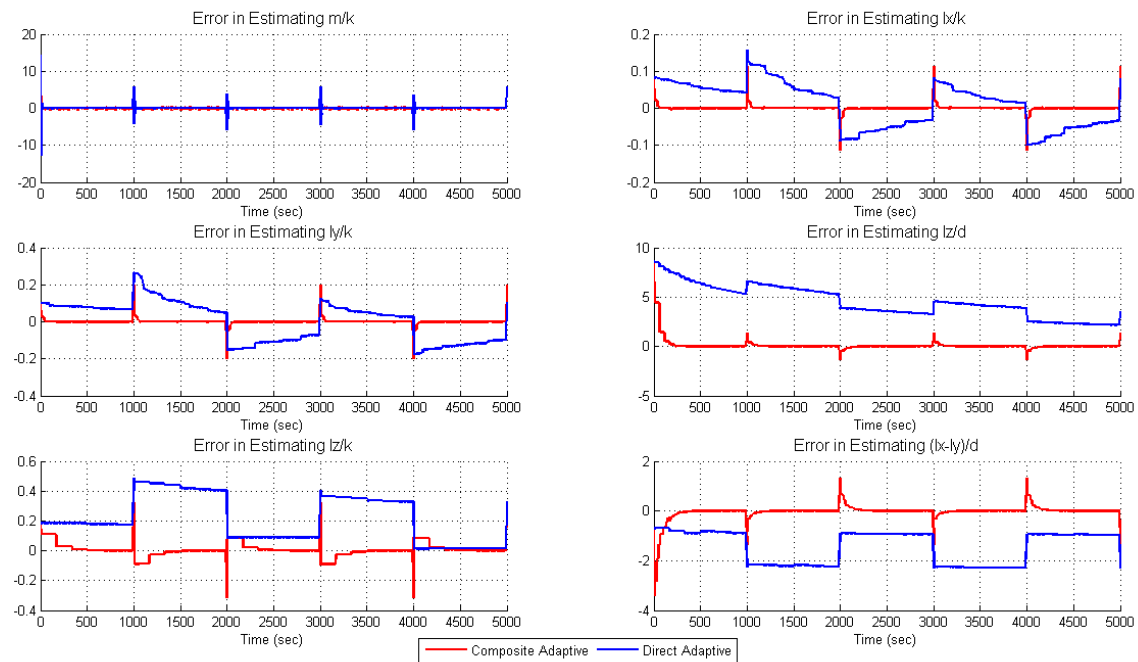 Error in Estimating m/k
20
10
0
-10
-20
0 500 1000 1500 2000 2500 3000 3500 4000 4500 5000
Time (sec)
Error in Estimating Ix/k
0.2
0.1
0
-0.1
-0.2
0 500 1000 1500 2000 2500 3000 3500 4000 4500 5000
Time (sec)
Error in Estimating Iy/k
0.4
0.2
0
-0.2
-0.4
0 500 1000 1500 2000 2500 3000 3500 4000 4500 5000
Time (sec)
Error in Estimating Iz/d
10
5
0
-5
0 500 1000 1500 2000 2500 3000 3500 4000 4500 5000
Time (sec)
Error in Estimating Iz/k
0.6
0.4
0.2
0
-0.2
-0.4
0 500 1000 1500 2000 2500 3000 3500 4000 4500 5000
Time (sec)
Error in Estimating (Ix-Iy)/d
2
0
-2
-4
0 500 1000 1500 2000 2500 3000 3500 4000 4500 5000
Time (sec)
Composite Adaptive Direct Adaptive